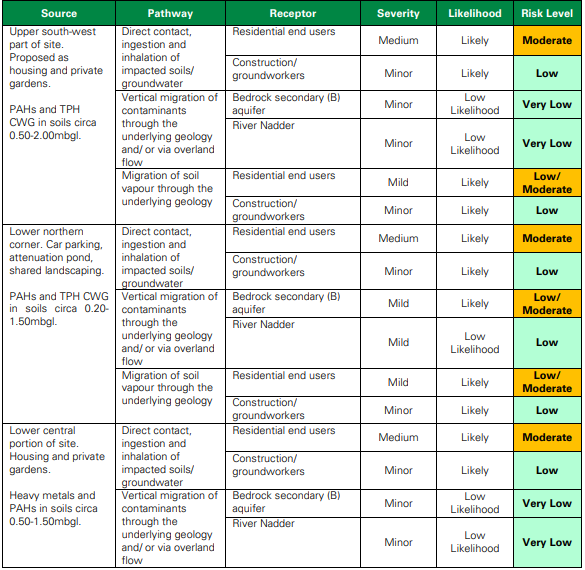 Source Pathway Receptor Severity Likelihood Risk Level
Upper south-west
part of site.
Proposed as
housing and private
gardens.
PAHs and TPH
CWG in soils circa
0.50-2.00mbgl.
Direct contact,
ingestion and
inhalation of
impacted soils/
groundwater
Residential end users
Medium
Likely
Moderate
Construction/
groundworkers
Minor
Likely
Low
Vertical migration of
contaminants
through the
underlying geology
and/ or via overland
flow
Bedrock secondary (B)
aquifer
Minor
Low
Likelihood
Very Low
River Nadder
Minor
Low
Likelihood
Very Low
Migration of soil
vapour through the
underlying geology
Residential end users
Mild
Likely
Low/
Moderate
Construction/
groundworkers
Minor
Likely
Low
Lower northern
corner. Car parking,
attenuation pond,
shared landscaping.
PAHs and TPH CWG
in soils circa 0.20-
1.50mbgl.
Direct contact,
ingestion and
inhalation of
impacted soils/
groundwater
Residential end users
Medium
Likely
Moderate
Construction/
groundworkers
Minor
Likely
Low
Vertical migration of
contaminants
through the
underlying geology
and/ or via overland
flow
Bedrock secondary (B)
aquifer
Mild
Likely
Low/
Moderate
River Nadder
Mild
Low
Likelihood
Low
Migration of soil
vapour through the
underlying geology
Residential end users
Mild
Likely
Low/
Moderate
Construction/
groundworkers
Minor
Likely
Low
Lower central
portion of site.
Housing and private
gardens.
Heavy metals and
PAHs in soils circa
0.50-1.50mbgl.
Direct contact,
ingestion and
inhalation of
impacted soils/
groundwater
Residential end users
Medium
Likely
Moderate
Construction/
groundworkers
Minor
Likely
Low
Vertical migration of
contaminants
through the
underlying geology
and/ or via overland
flow
Bedrock secondary (B)
aquifer
Minor
Low
Likelihood
Very Low
River Nadder
Minor
Low
Likelihood
Very Low